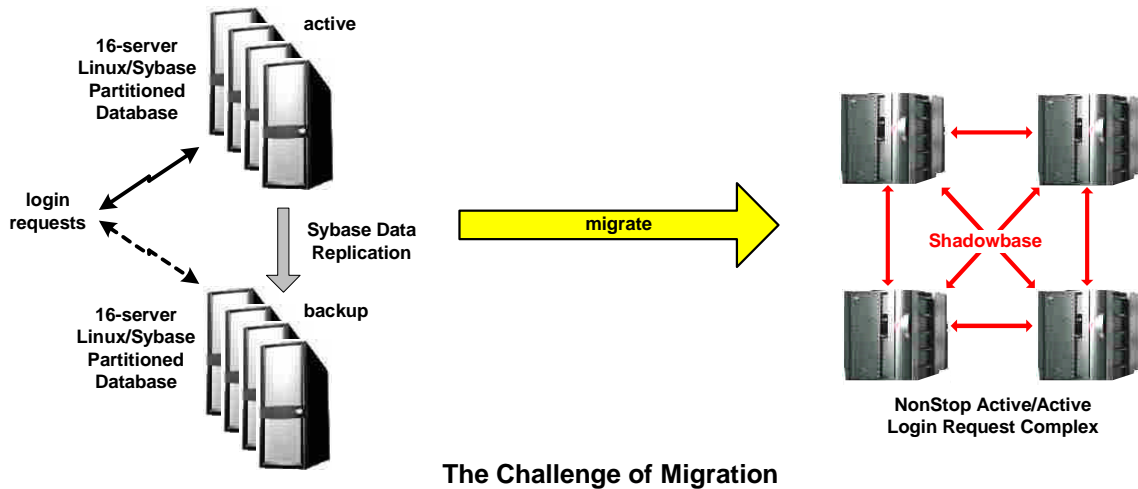 active
16-server
Linux/Sybase
Partitioned
Database
login
requests
Sybase Data
Replication
migrate
16-server
Linux/Sybase
Partitioned
Database
backup
Shadowbase
NonStop Active/Active
Login Request Complex
The Challenge of Migration